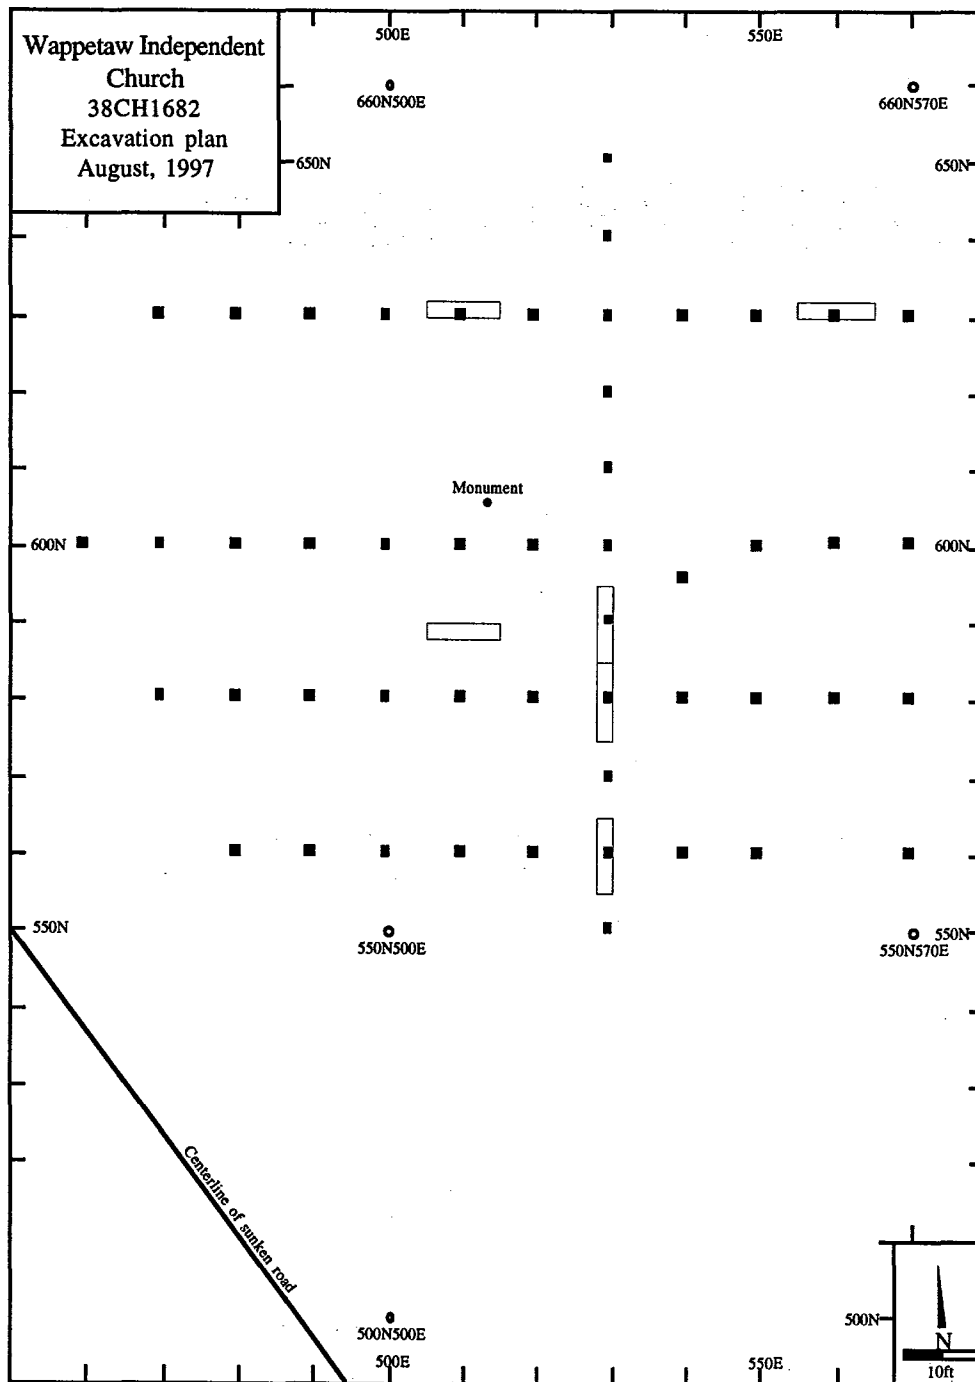 Wappetaw Independent
Church
38CH1682
Excavation plan
August, 1997
500E
550E
660N500E
660N570E
650N
650N
Monument
600N
600N
550N
550N500E
550N
550N570E
Centerline of sunken road
500N500E
500E
550E
500N
N
10ft